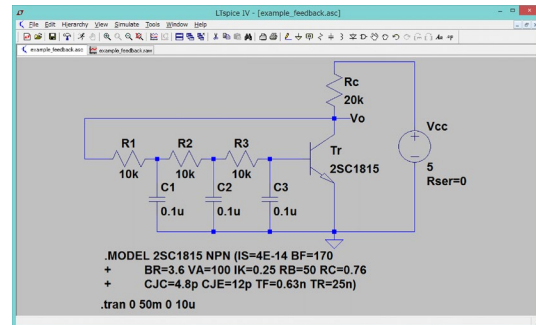 LTspice IV - [example_feedback.asc]
File Edit Hierarchy View Simulate Tools Window Help
example_feedback.asc example_feedback.raw
Rc
20k
Vo
Vcc
R1 R2 R3
10k 10k 10k
Tr
2SC1815
5
Rser=0
C1 C2 C3
0.1u 0.1u 0.1u
.MODEL 2SC1815 NPN (IS=4E-14 BF=170
+ BR=3.6 VA=100 IK=0.25 RB=50 RC=0.76
+ CJC=4.8p CJE=12p TF=0.63n TR=25n)
.tran 0 50m 0 10u